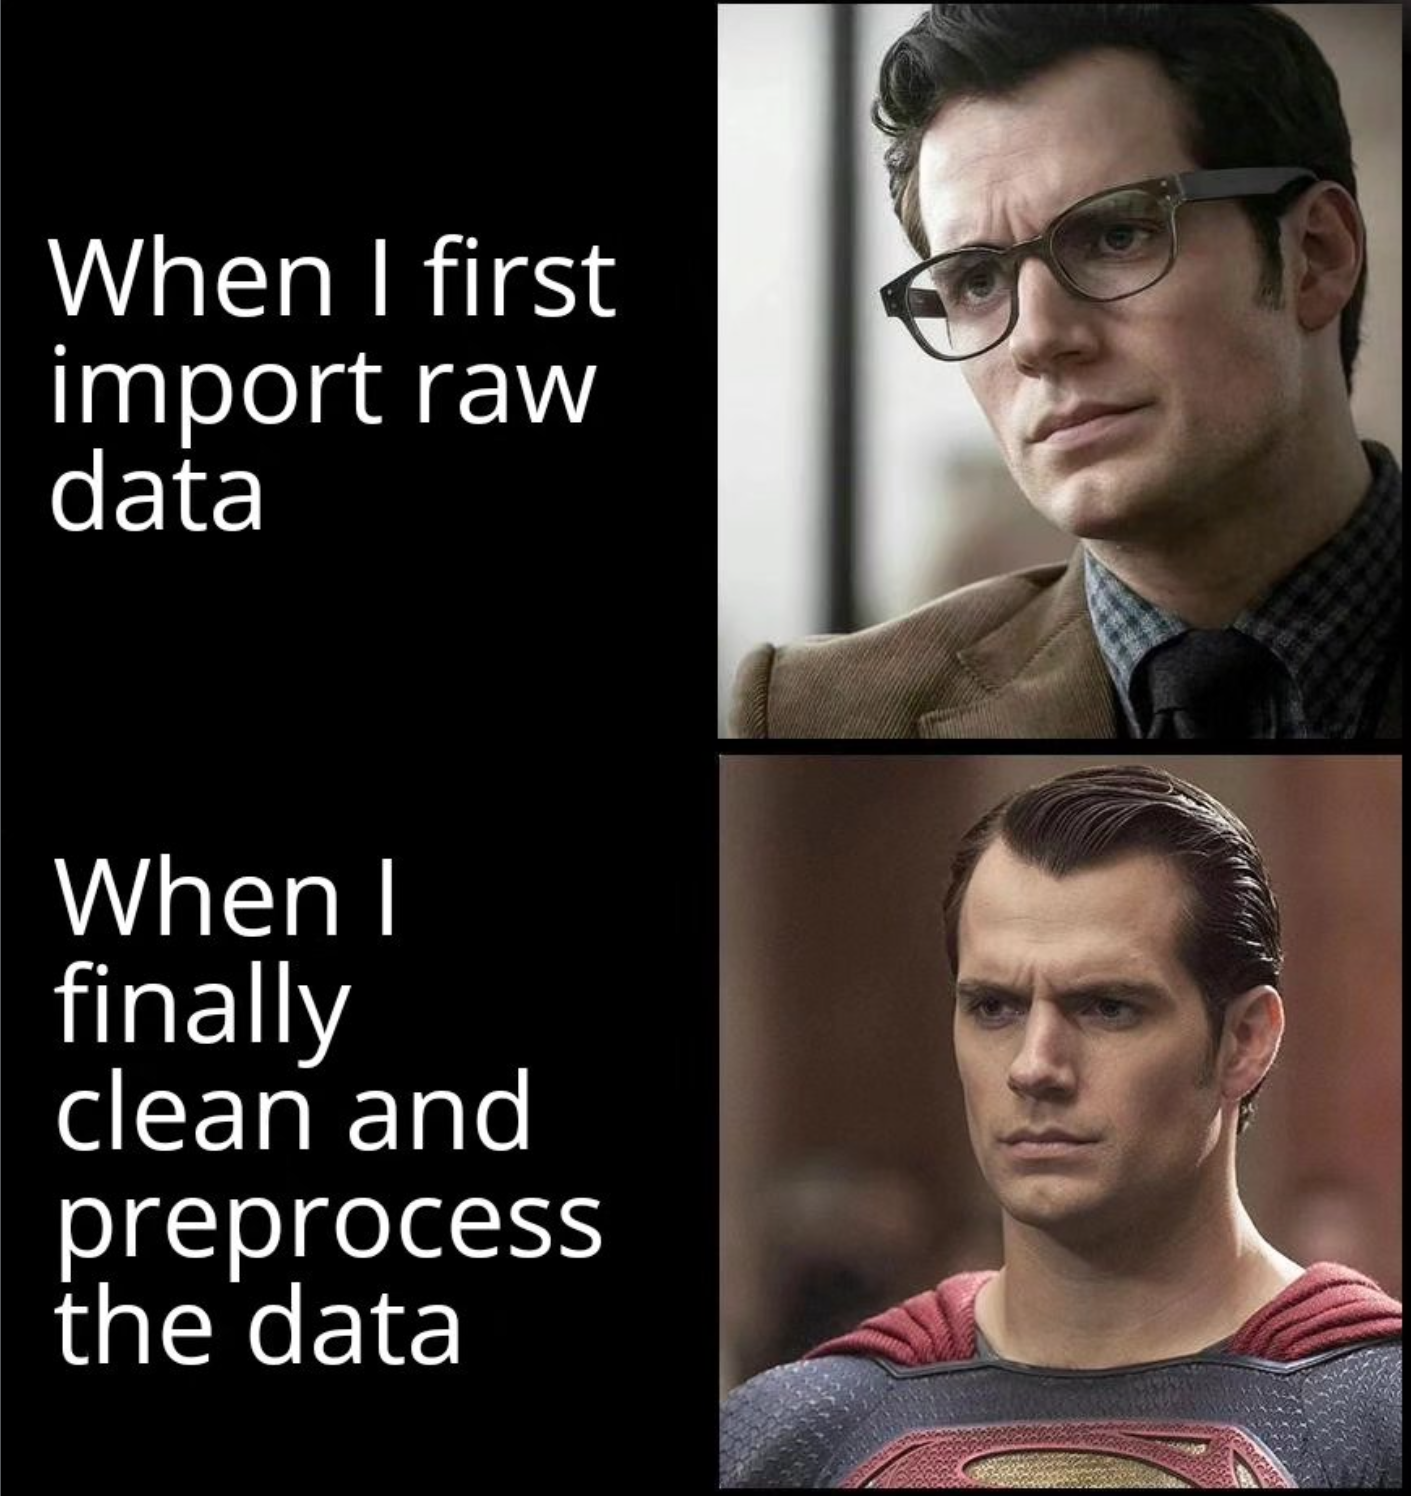 When I first
import raw
data
When I
finally
clean and
preprocess
the data